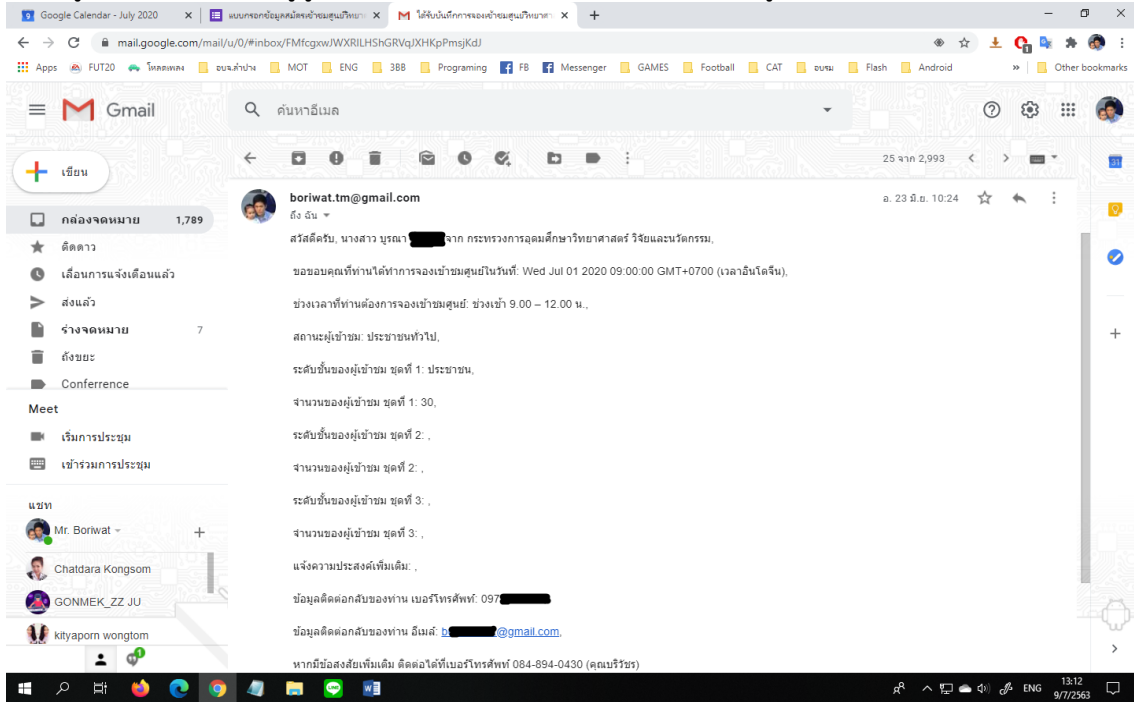 Google Calendar - July 2020
แบบกรอกข้อมูลสมัครเข้าชมศูนย์วิทยา
ได้รับบันทึกการจองเข้าชมศูนย์วิทยาศา
mail.google.com/mail/u/0/#inbox/FMfcgxwJWXRILHShGRVqJXHKpPmsjKdJ
Apps FUT20 โหลดเพลง อบจ.ลำปาง MOT ENG 3BB Programing FB Messenger GAMES Football CAT อบรม Flash Android » Other bookmarks
Gmail
ค้นหาอีเมล
เขียน
25 จาก 2,993
31
กล่องจดหมาย 1,789
ติดดาว
เลื่อนการแจ้งเตือนแล้ว
ส่งแล้ว
ร่างจดหมาย 7
ถังขยะ
Conferrence
Meet
เริ่มการประชุม
เข้าร่วมการประชุม
แชท
Mr. Boriwat
Chatdara Kongsom
GONMEK_ZZ JU
kityaporn wongtom
boriwat.tm@gmail.com
อ. 23 มิ.ย. 10:24
ถึง ฉัน
สวัสดีครับ, นางสาว บูรณา จาก กระทรวงการอุดมศึกษาวิทยาศาสตร์ วิจัยและนวัตกรรม,
ขอขอบคุณที่ท่านได้ทำการจองเข้าชมศูนย์ในวันที่: Wed Jul 01 2020 09:00:00 GMT+0700 (เวลาอินโดจีน),
ช่วงเวลาที่ท่านต้องการจองเข้าชมศูนย์: ช่วงเช้า 9.00 – 12.00 น.,
สถานะผู้เข้าชม: ประชาชนทั่วไป,
ระดับชั้นของผู้เข้าชม ชุดที่ 1: ประชาชน,
จำนวนของผู้เข้าชม ชุดที่ 1: 30,
ระดับชั้นของผู้เข้าชม ชุดที่ 2: ,
จำนวนของผู้เข้าชม ชุดที่ 2: ,
ระดับชั้นของผู้เข้าชม ชุดที่ 3: ,
จำนวนของผู้เข้าชม ชุดที่ 3: ,
แจ้งความประสงค์เพิ่มเติม: ,
ข้อมูลติดต่อกลับของท่าน เบอร์โทรศัพท์: 097
ข้อมูลติดต่อกลับของท่าน อีเมล์: b @gmail.com,
หากมีข้อสงสัยเพิ่มเติม ติดต่อได้ที่เบอร์โทรศัพท์ 084-894-0430 (คุณบริวัชร)
ENG
13:12
9/7/2563